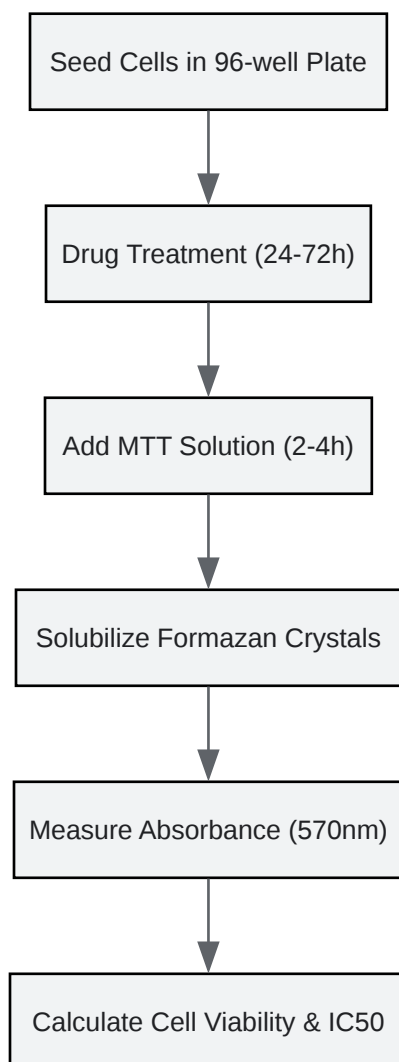 Seed Cells in 96-well Plate
Drug Treatment (24-72h)
Add MTT Solution (2-4h)
Solubilize Formazan Crystals
Measure Absorbance (570nm)
Calculate Cell Viability & IC50